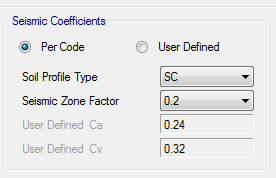 Seismic Coefficients
Per Code User Defined
Soil Profile Type SC
Seismic Zone Factor 0.2
User Defined Ca 0.24
User Defined Cv 0.32